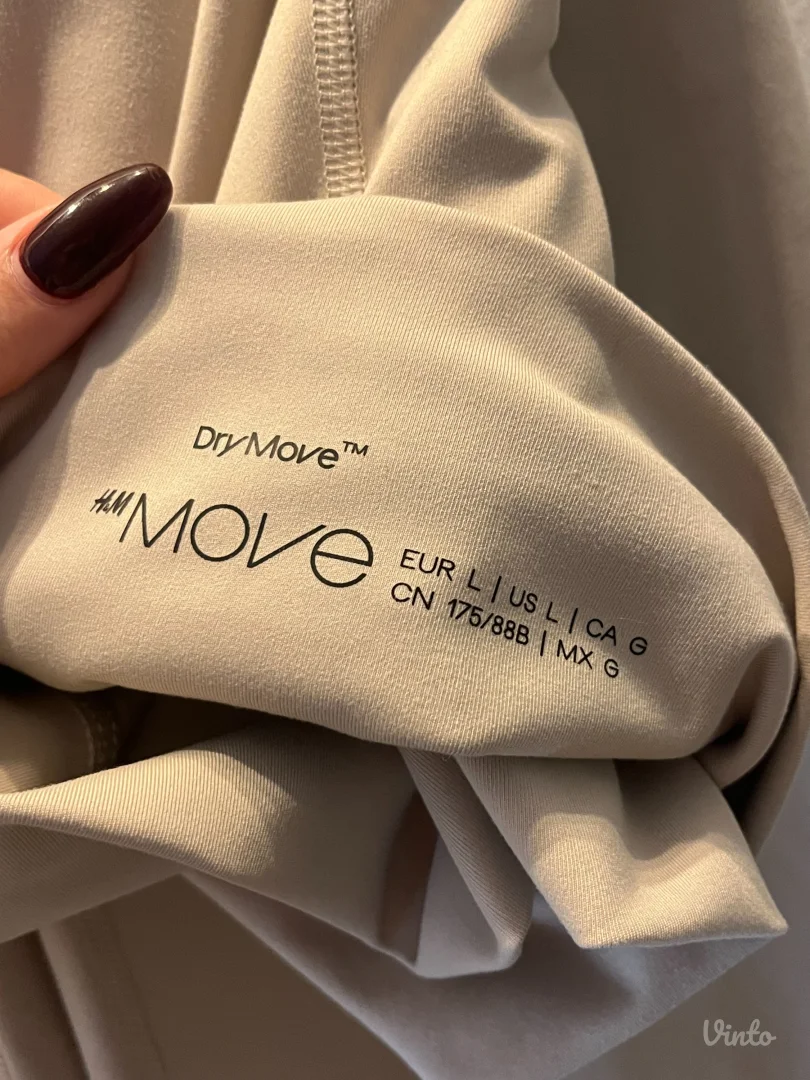 DryMove™
H&M MOVE
EUR L | US L | CA G
CN 175/88B | MX G
Vinto